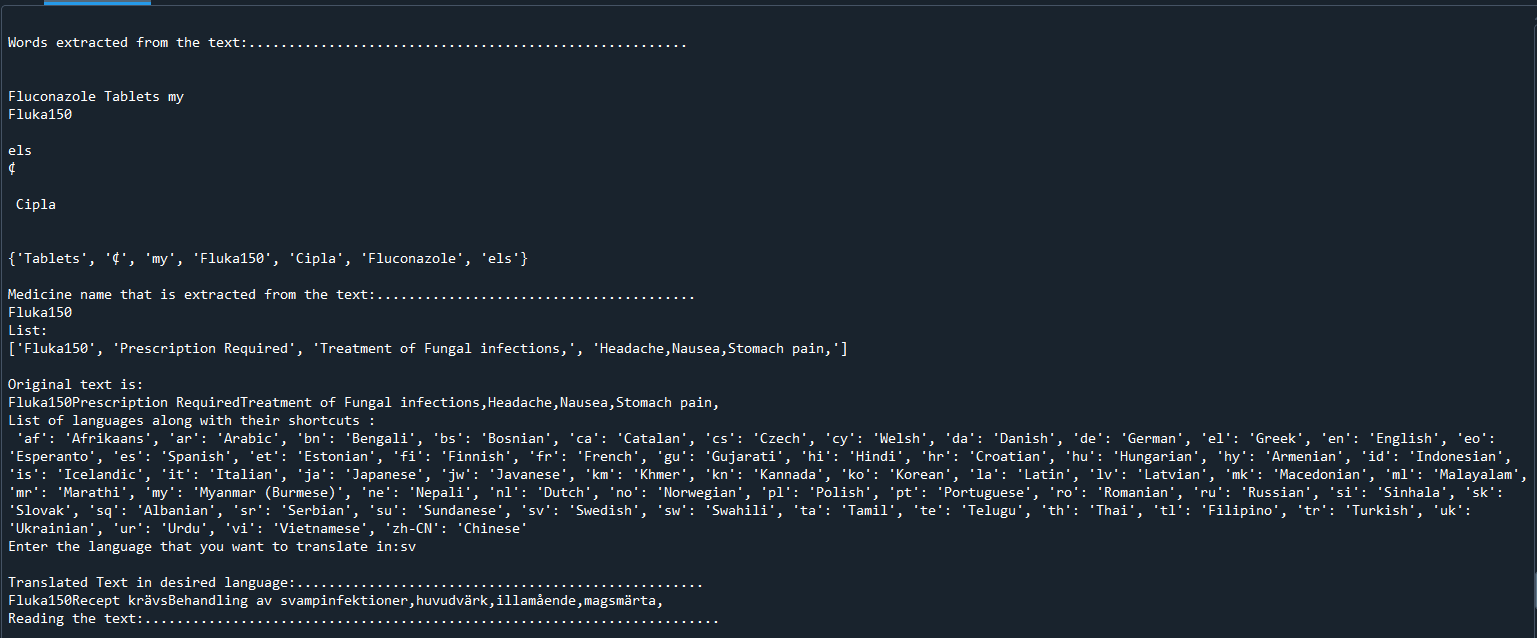 Words extracted from the text:.......................................................
Fluconazole Tablets my
Fluka150
els
¢
Cipla
{'Tablets', '¢', 'my', 'Fluka150', 'Cipla', 'Fluconazole', 'els'}
Medicine name that is extracted from the text:........................................
Fluka150
List:
['Fluka150', 'Prescription Required', 'Treatment of Fungal infections,', 'Headache,Nausea,Stomach pain,']
Original text is:
Fluka150Prescription RequiredTreatment of Fungal infections,Headache,Nausea,Stomach pain,
List of languages along with their shortcuts :
'af': 'Afrikaans', 'ar': 'Arabic', 'bn': 'Bengali', 'bs': 'Bosnian', 'ca': 'Catalan', 'cs': 'Czech', 'cy': 'Welsh', 'da': 'Danish', 'de': 'German', 'el': 'Greek', 'en': 'English', 'eo':
'Esperanto', 'es': 'Spanish', 'et': 'Estonian', 'fi': 'Finnish', 'fr': 'French', 'gu': 'Gujarati', 'hi': 'Hindi', 'hr': 'Croatian', 'hu': 'Hungarian', 'hy': 'Armenian', 'id': 'Indonesian',
'is': 'Icelandic', 'it': 'Italian', 'ja': 'Japanese', 'jw': 'Javanese', 'km': 'Khmer', 'kn': 'Kannada', 'ko': 'Korean', 'la': 'Latin', 'lv': 'Latvian', 'mk': 'Macedonian', 'ml': 'Malayalam',
'mr': 'Marathi', 'my': 'Myanmar (Burmese)', 'ne': 'Nepali', 'nl': 'Dutch', 'no': 'Norwegian', 'pl': 'Polish', 'pt': 'Portuguese', 'ro': 'Romanian', 'ru': 'Russian', 'si': 'Sinhala', 'sk':
'Slovak', 'sq': 'Albanian', 'sr': 'Serbian', 'su': 'Sundanese', 'sv': 'Swedish', 'sw': 'Swahili', 'ta': 'Tamil', 'te': 'Telugu', 'th': 'Thai', 'tl': 'Filipino', 'tr': 'Turkish', 'uk':
'Ukrainian', 'ur': 'Urdu', 'vi': 'Vietnamese', 'zh-CN': 'Chinese'
Enter the language that you want to translate in:sv
Translated Text in desired language:...................................................
Fluka150Recept krävsBehandling av svampinfektioner,huvudvärk,illamående,magsmärta,
Reading the text:........................................................................